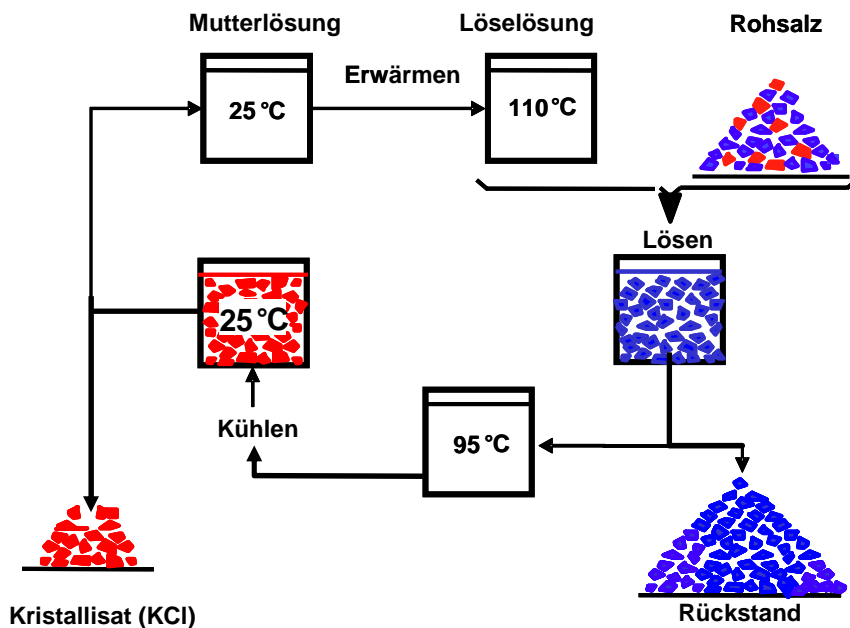 Mutterlösung
Löselösung
Rohsalz
25 °C
Erwärmen
110 °C
Lösen
25 °C
Kühlen
95 °C
Kristallisat (KCl)
Rückstand